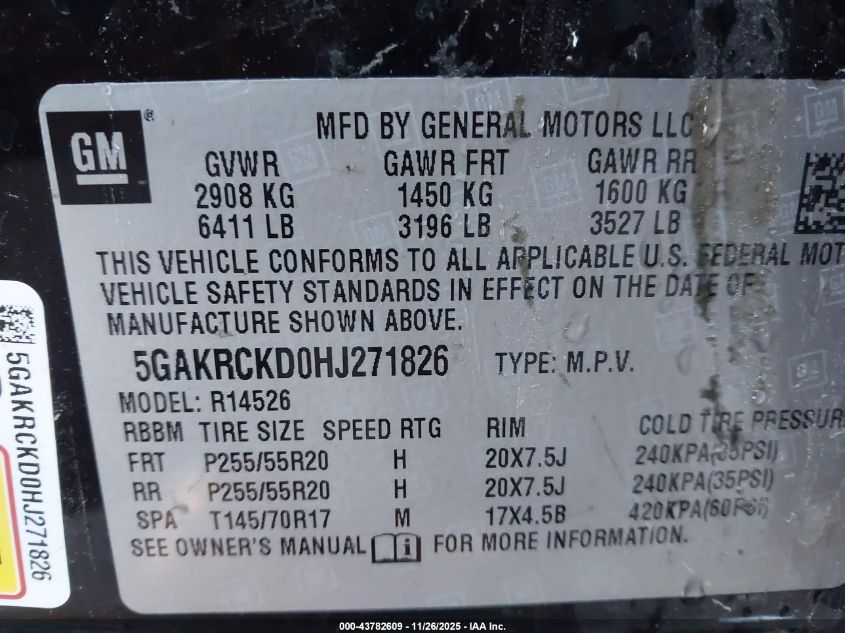 GM ®
MFD BY GENERAL MOTORS LLC
GVWR GAWR FRT GAWR RR
2908 KG 1450 KG 1600 KG
6411 LB 3196 LB 3527 LB
THIS VEHICLE CONFORMS TO ALL APPLICABLE U.S. FEDERAL MOT
VEHICLE SAFETY STANDARDS IN EFFECT ON THE DATE OF
MANUFACTURE SHOWN ABOVE.
5GAKRCKD0HJ271826 TYPE: M.P.V.
MODEL: R14526
RBBM TIRE SIZE SPEED RTG RIM COLD TIRE PRESSUR
FRT P255/55R20 H 20X7.5J 240KPA(35PSI)
RR P255/55R20 H 20X7.5J 240KPA(35PSI)
SPA T145/70R17 M 17X4.5B 420KPA(60PSI)
SEE OWNER'S MANUAL FOR MORE INFORMATION.
5GAKRCKD0HJ271826
000-43782609 - 11/26/2025 - IAA Inc.